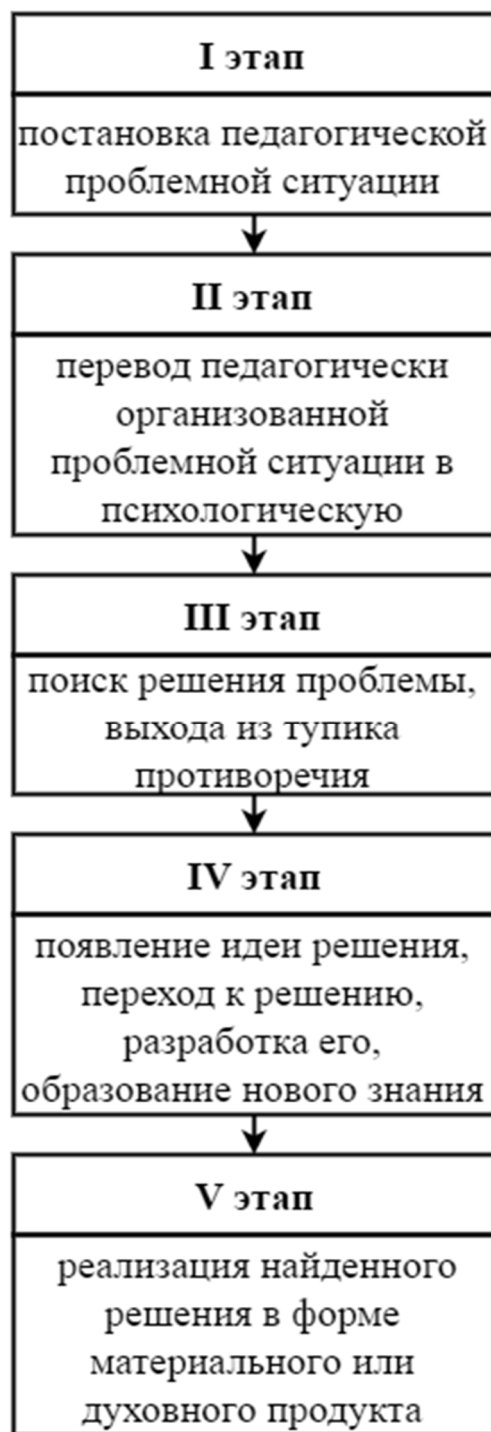 I этап
постановка педагогической
проблемной ситуации
II этап
перевод педагогически
организованной
проблемной ситуации в
психологическую
III этап
поиск решения проблемы,
выхода из тупика
противоречия
IV этап
появление идеи решения,
переход к решению,
разработка его,
образование нового знания
V этап
реализация найденного
решения в форме
материального или
духовного продукта